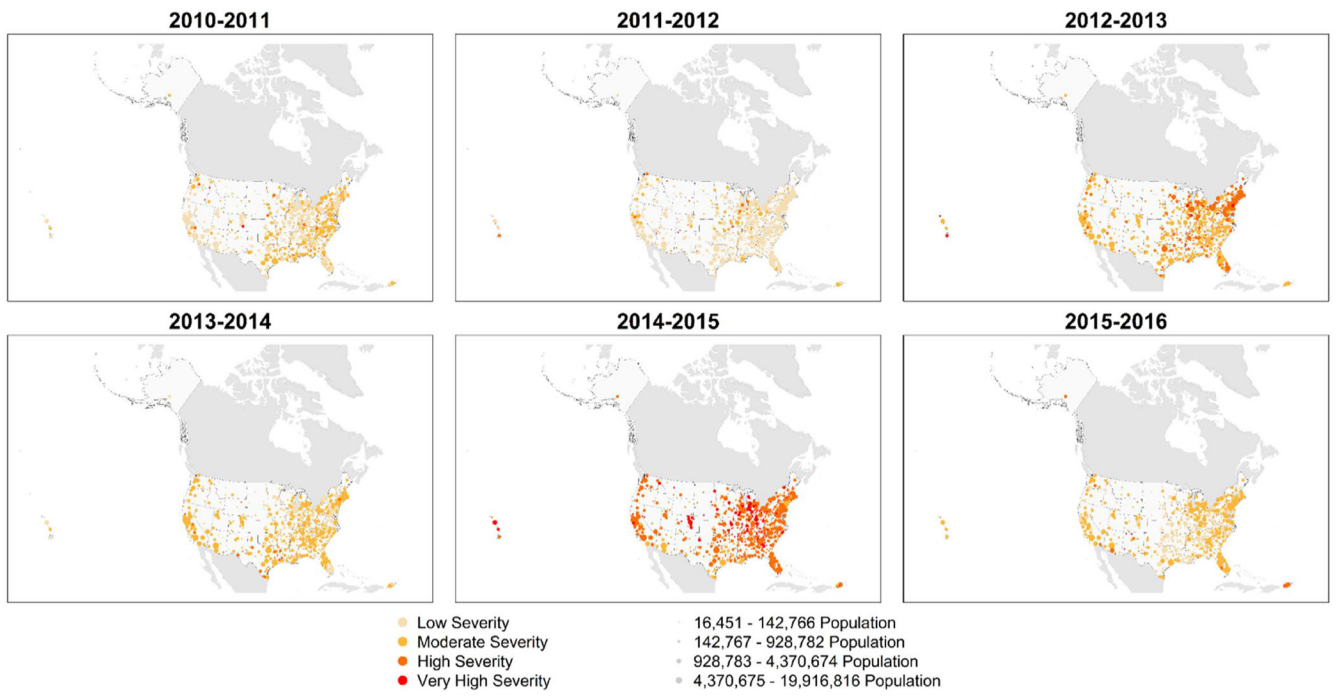 2010-2011
2011-2012
2012-2013
2013-2014
2014-2015
2015-2016
Low Severity
Moderate Severity
High Severity
Very High Severity
16,451 - 142,766 Population
142,767 - 928,782 Population
928,783 - 4,370,674 Population
4,370,675 - 19,916,816 Population